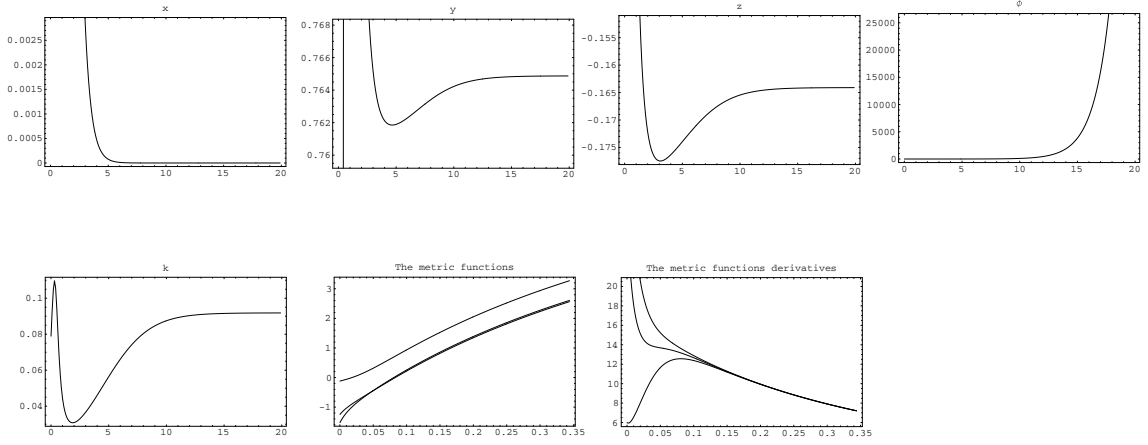 x
0.0025
0.002
0.0015
0.001
0.0005
0
0 5 10 15 20
y
0.768
0.766
0.764
0.762
0.76
0 5 10 15 20
z
-0.155
-0.16
-0.165
-0.17
-0.175
0 5 10 15 20
ϕ
25000
20000
15000
10000
5000
0
0 5 10 15 20
k
0.1
0.08
0.06
0.04
0 5 10 15 20
The metric functions
3
2
1
0
-1
0 0.05 0.1 0.15 0.2 0.25 0.3 0.35
The metric functions derivatives
20
18
16
14
12
10
8
6
0 0.05 0.1 0.15 0.2 0.25 0.3 0.35